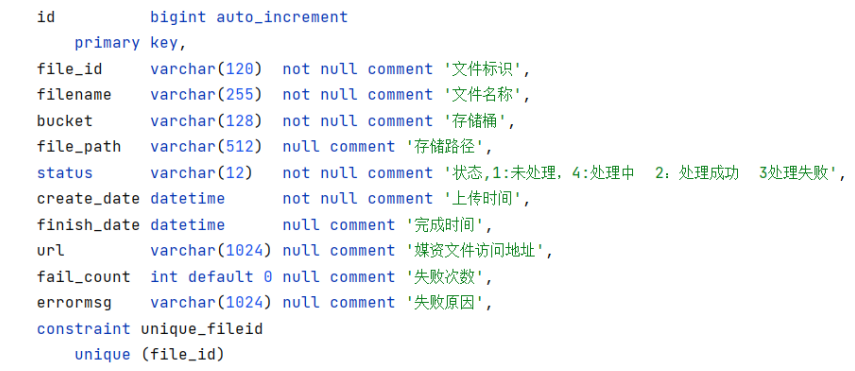 id          bigint auto_increment
    primary key,
file_id     varchar(120)  not null comment '文件标识',
filename    varchar(255)  not null comment '文件名称',
bucket      varchar(128)  not null comment '存储桶',
file_path   varchar(512)  null comment '存储路径',
status      varchar(12)   not null comment '状态,1:未处理，4:处理中  2：处理成功  3处理失败',
create_date datetime      not null comment '上传时间',
finish_date datetime      null comment '完成时间',
url         varchar(1024) null comment '媒资文件访问地址',
fail_count  int default 0 null comment '失败次数',
errormsg    varchar(1024) null comment '失败原因',
constraint unique_fileid
    unique (file_id)